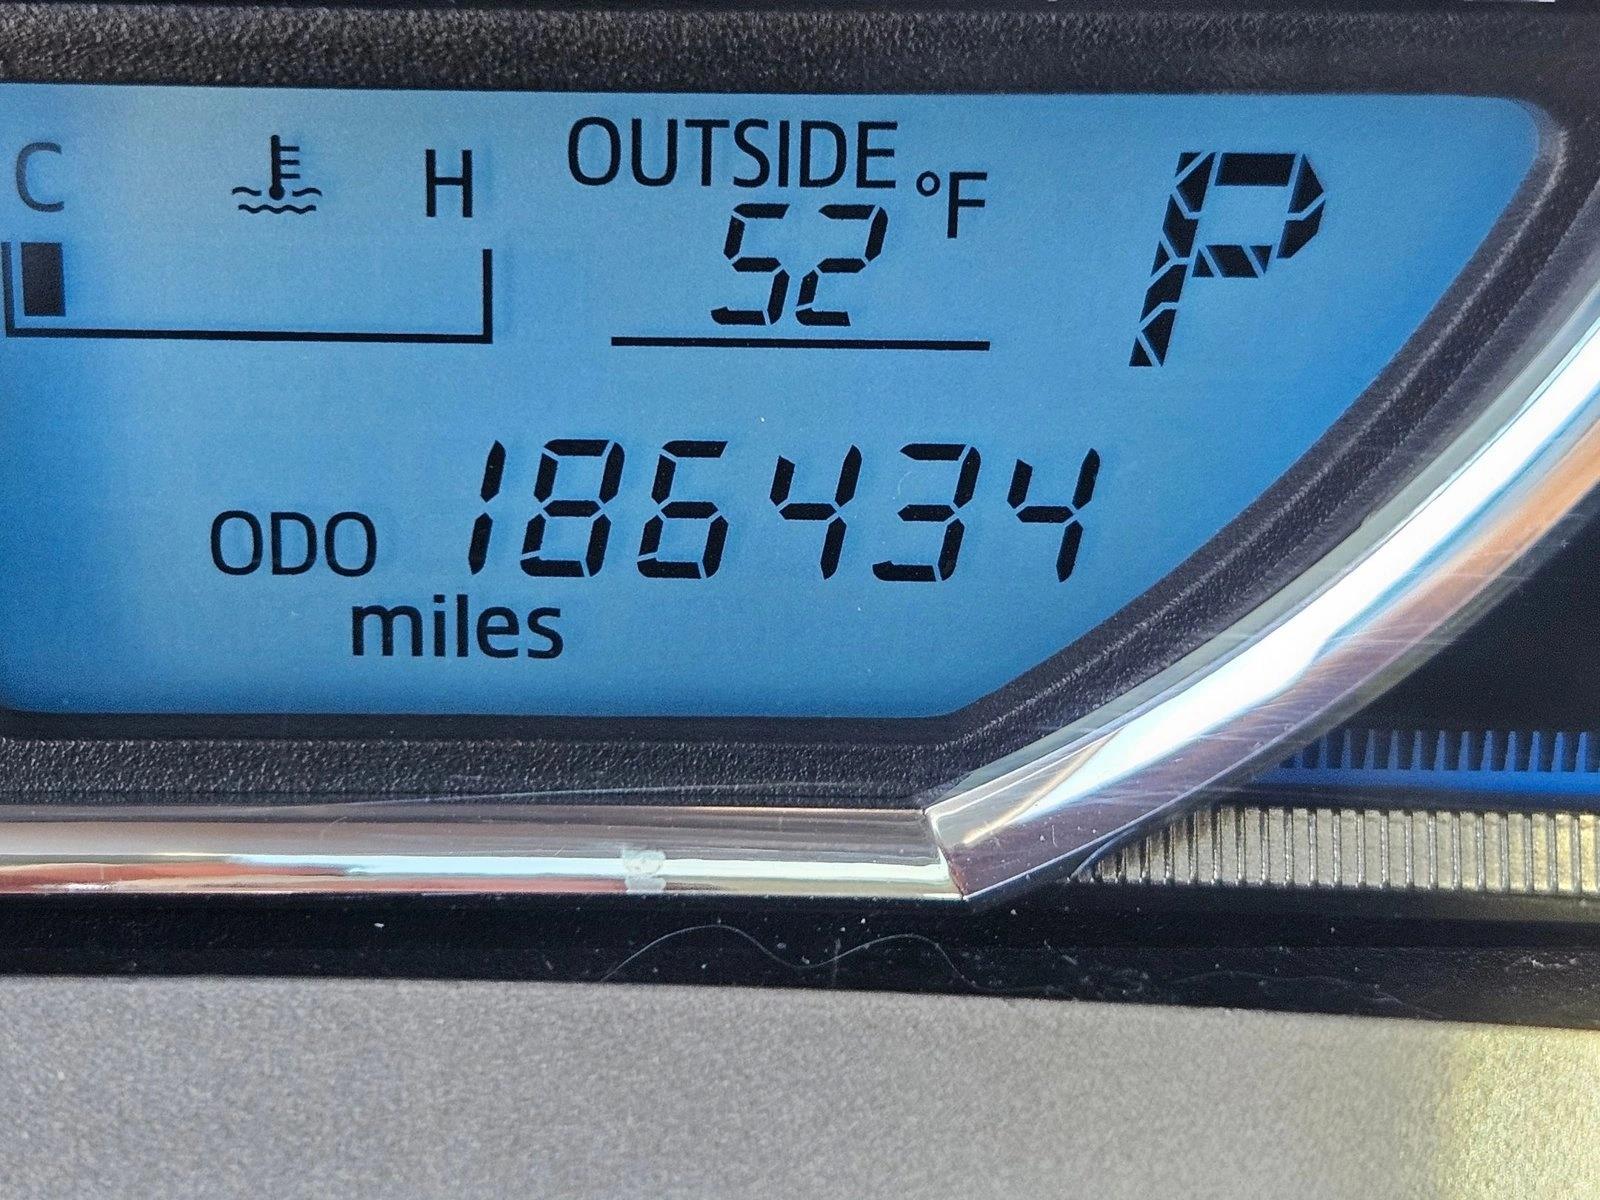 C H
OUTSIDE
52 °F
P
ODO 186434
miles